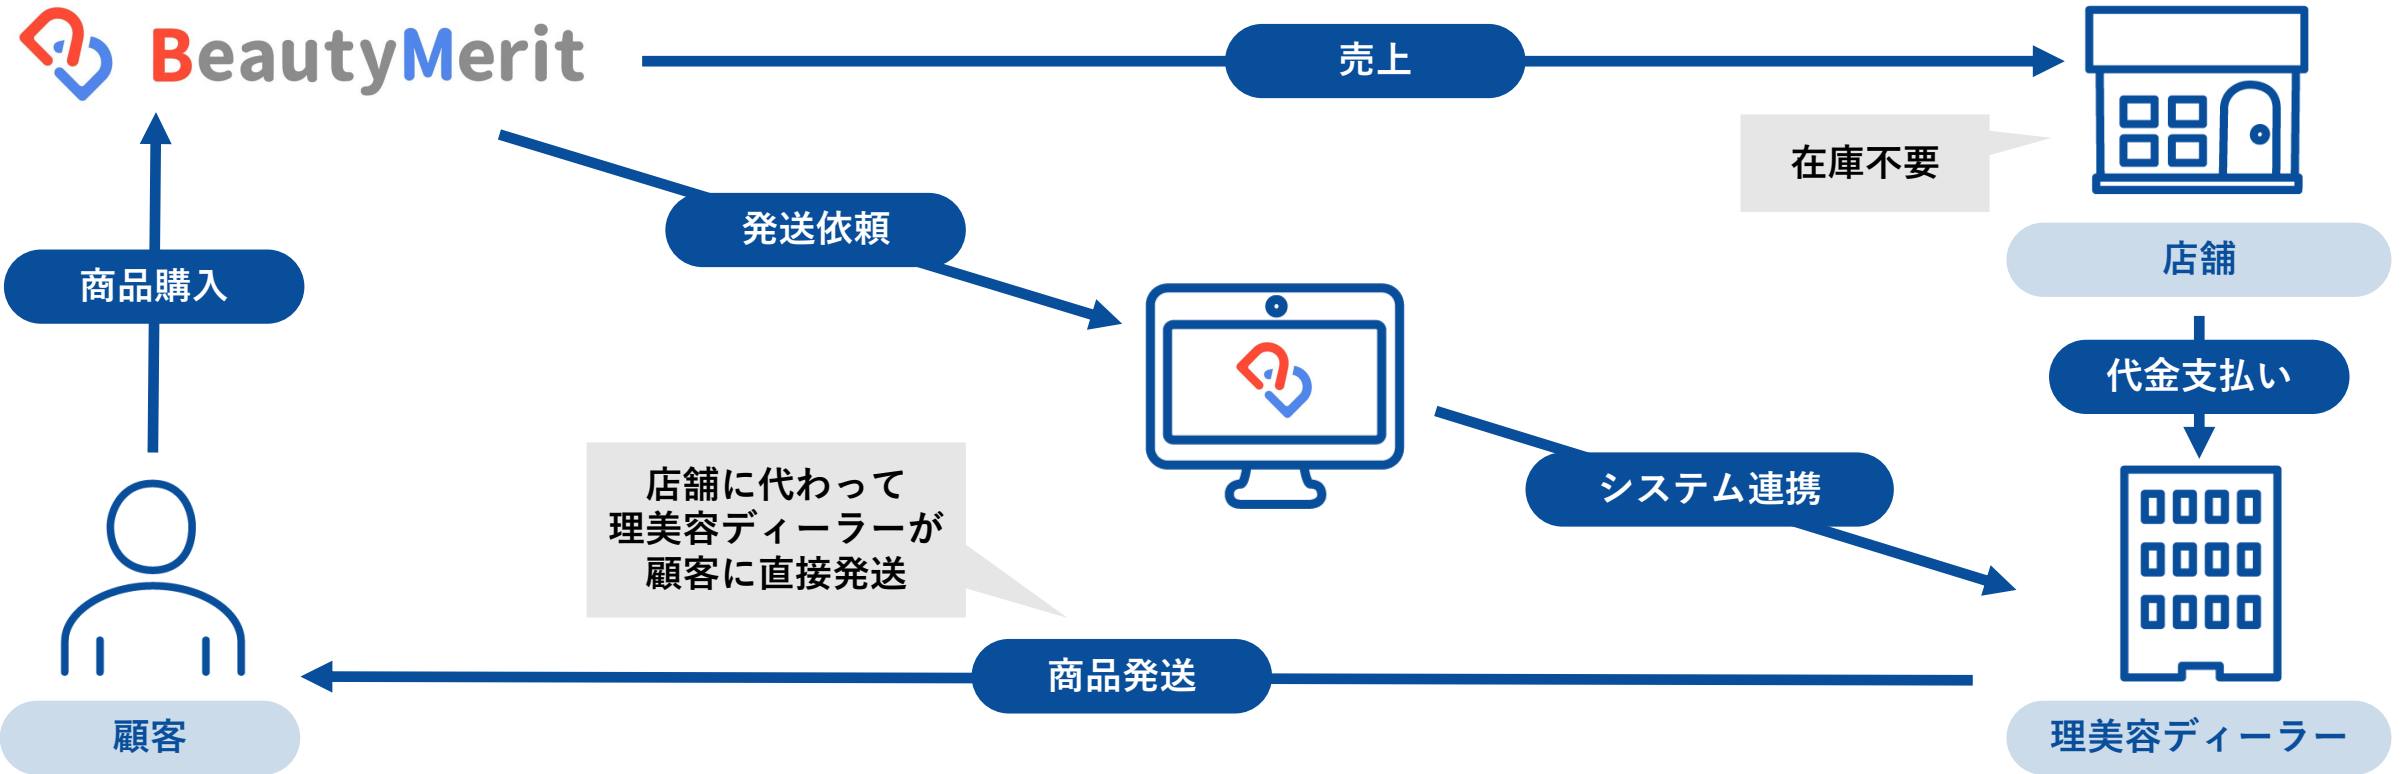 BeautyMerit
売上
在庫不要
発送依頼
店舗
商品購入
代金支払い
店舗に代わって
理美容ディーラーが
顧客に直接発送
システム連携
商品発送
顧客
理美容ディーラー